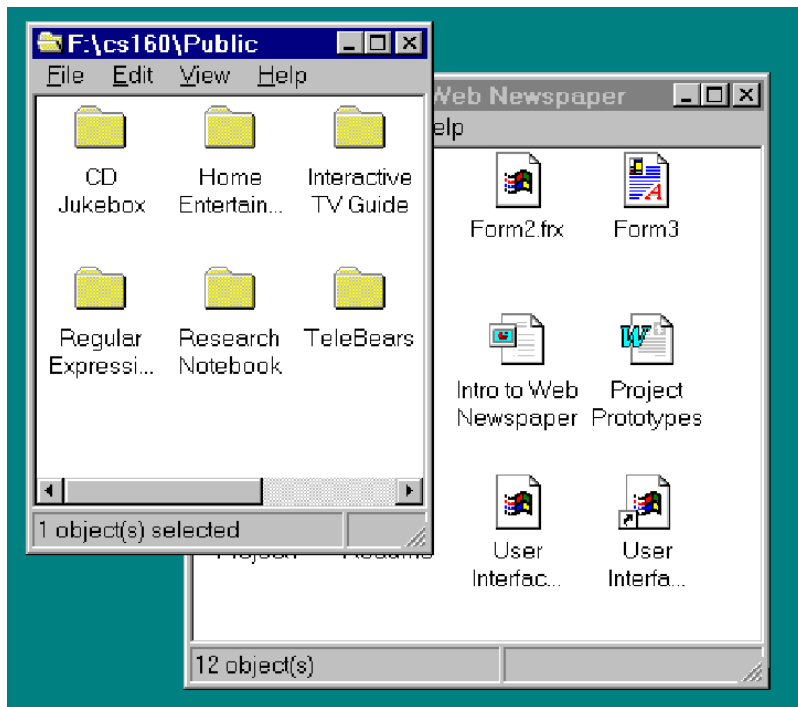 F:\cs160\Public
File Edit View Help
CD Jukebox
Home Entertain...
Interactive TV Guide
Regular Expressi...
Research Notebook
TeleBears
1 object(s) selected
Web Newspaper
elp
Form2.frx
Form3
Intro to Web Newspaper
Project Prototypes
User Interfac...
User Interfa...
12 object(s)